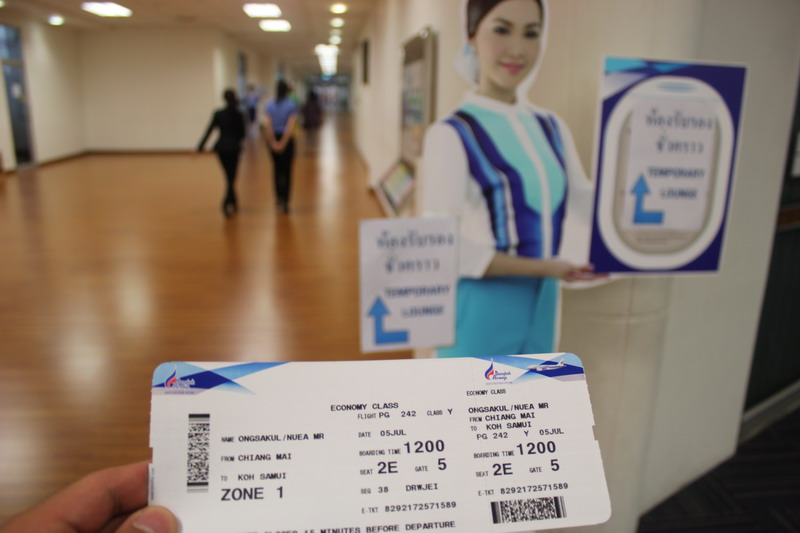 ห้องรับรอง
ชั่วคราว
TEMPORARY
LOUNGE
ห้องรับรอง
ชั่วคราว
TEMPORARY
LOUNGE
ECONOMY CLASS
FLIGHT PG 242 CLASS Y
NAME ONGSAKUL/NUEA MR
DATE 05JUL
FROM CHIANG MAI
BOARDING TIME 1200
TO KOH SAMUI
SEAT 2E GATE 5
ZONE 1
SEQ 38 DRWJEI
E-TKT 8292172571589
15 MINUTES BEFORE DEPARTURE
Bangkok Airways
ECONOMY CLASS
ONGSAKUL/NUEA MR
FROM CHIANG MAI
TO KOH SAMUI
PG 242 Y 05JUL
BOARDING TIME 1200
SEAT 2E GATE 5
E-TKT 8292172571589